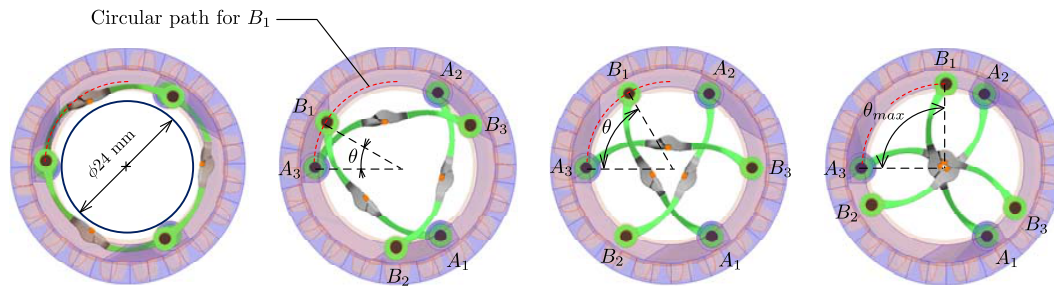 Circular path for B₁
ϕ24 mm
B₁
A₂
B₃
θ
A₃
B₂
A₁
B₁
A₂
θ
A₃
B₃
B₂
A₁
B₁
A₂
θₘₐₓ
A₃
B₂
B₃
A₁